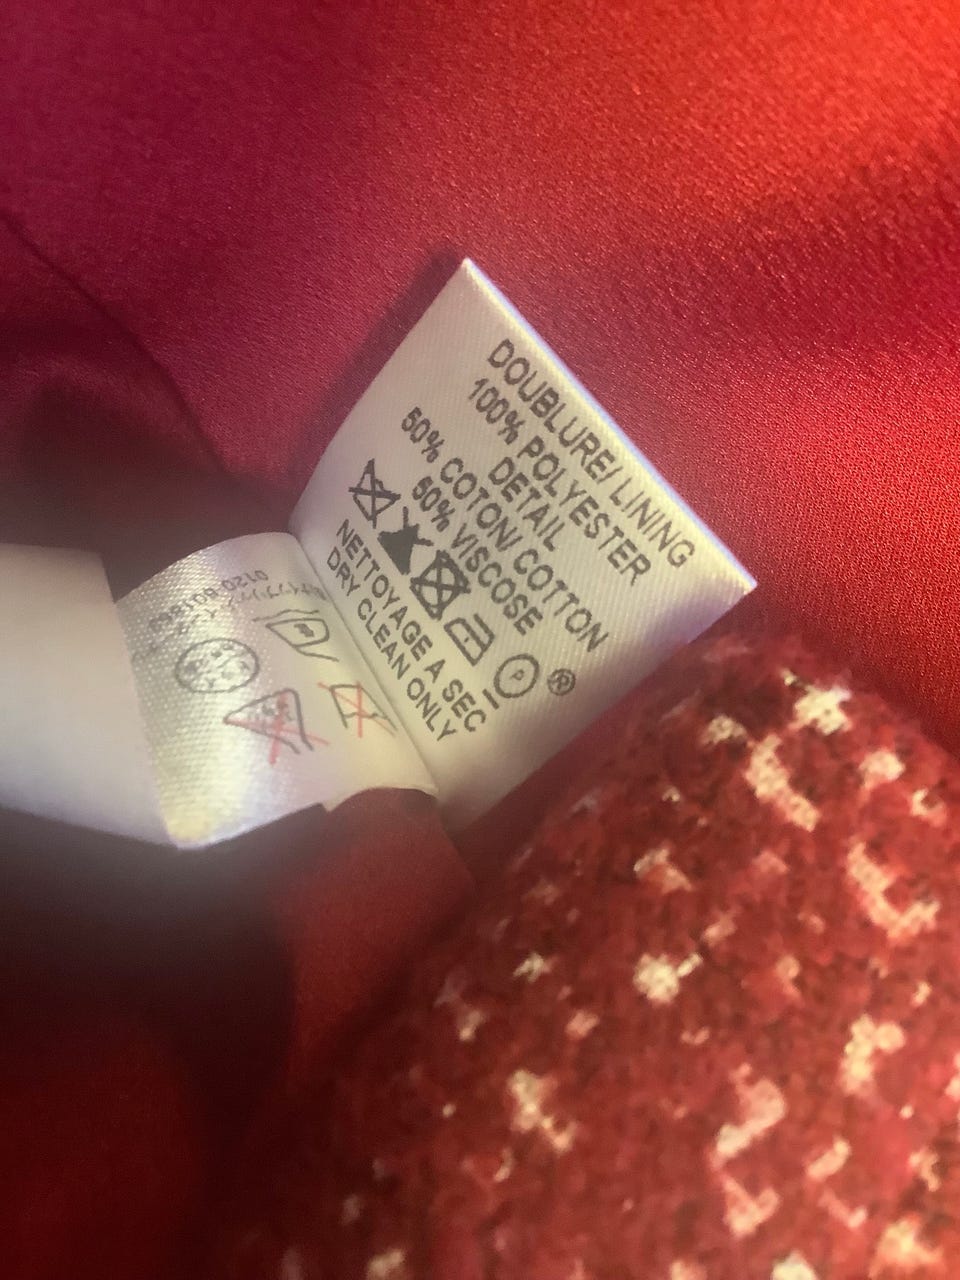 DOUBLURE/ LINING
100% POLYESTER
DETAIL
50% COTON/ COTTON
50% VISCOSE
P ®
NETTOYAGE A SEC
DRY CLEAN ONLY